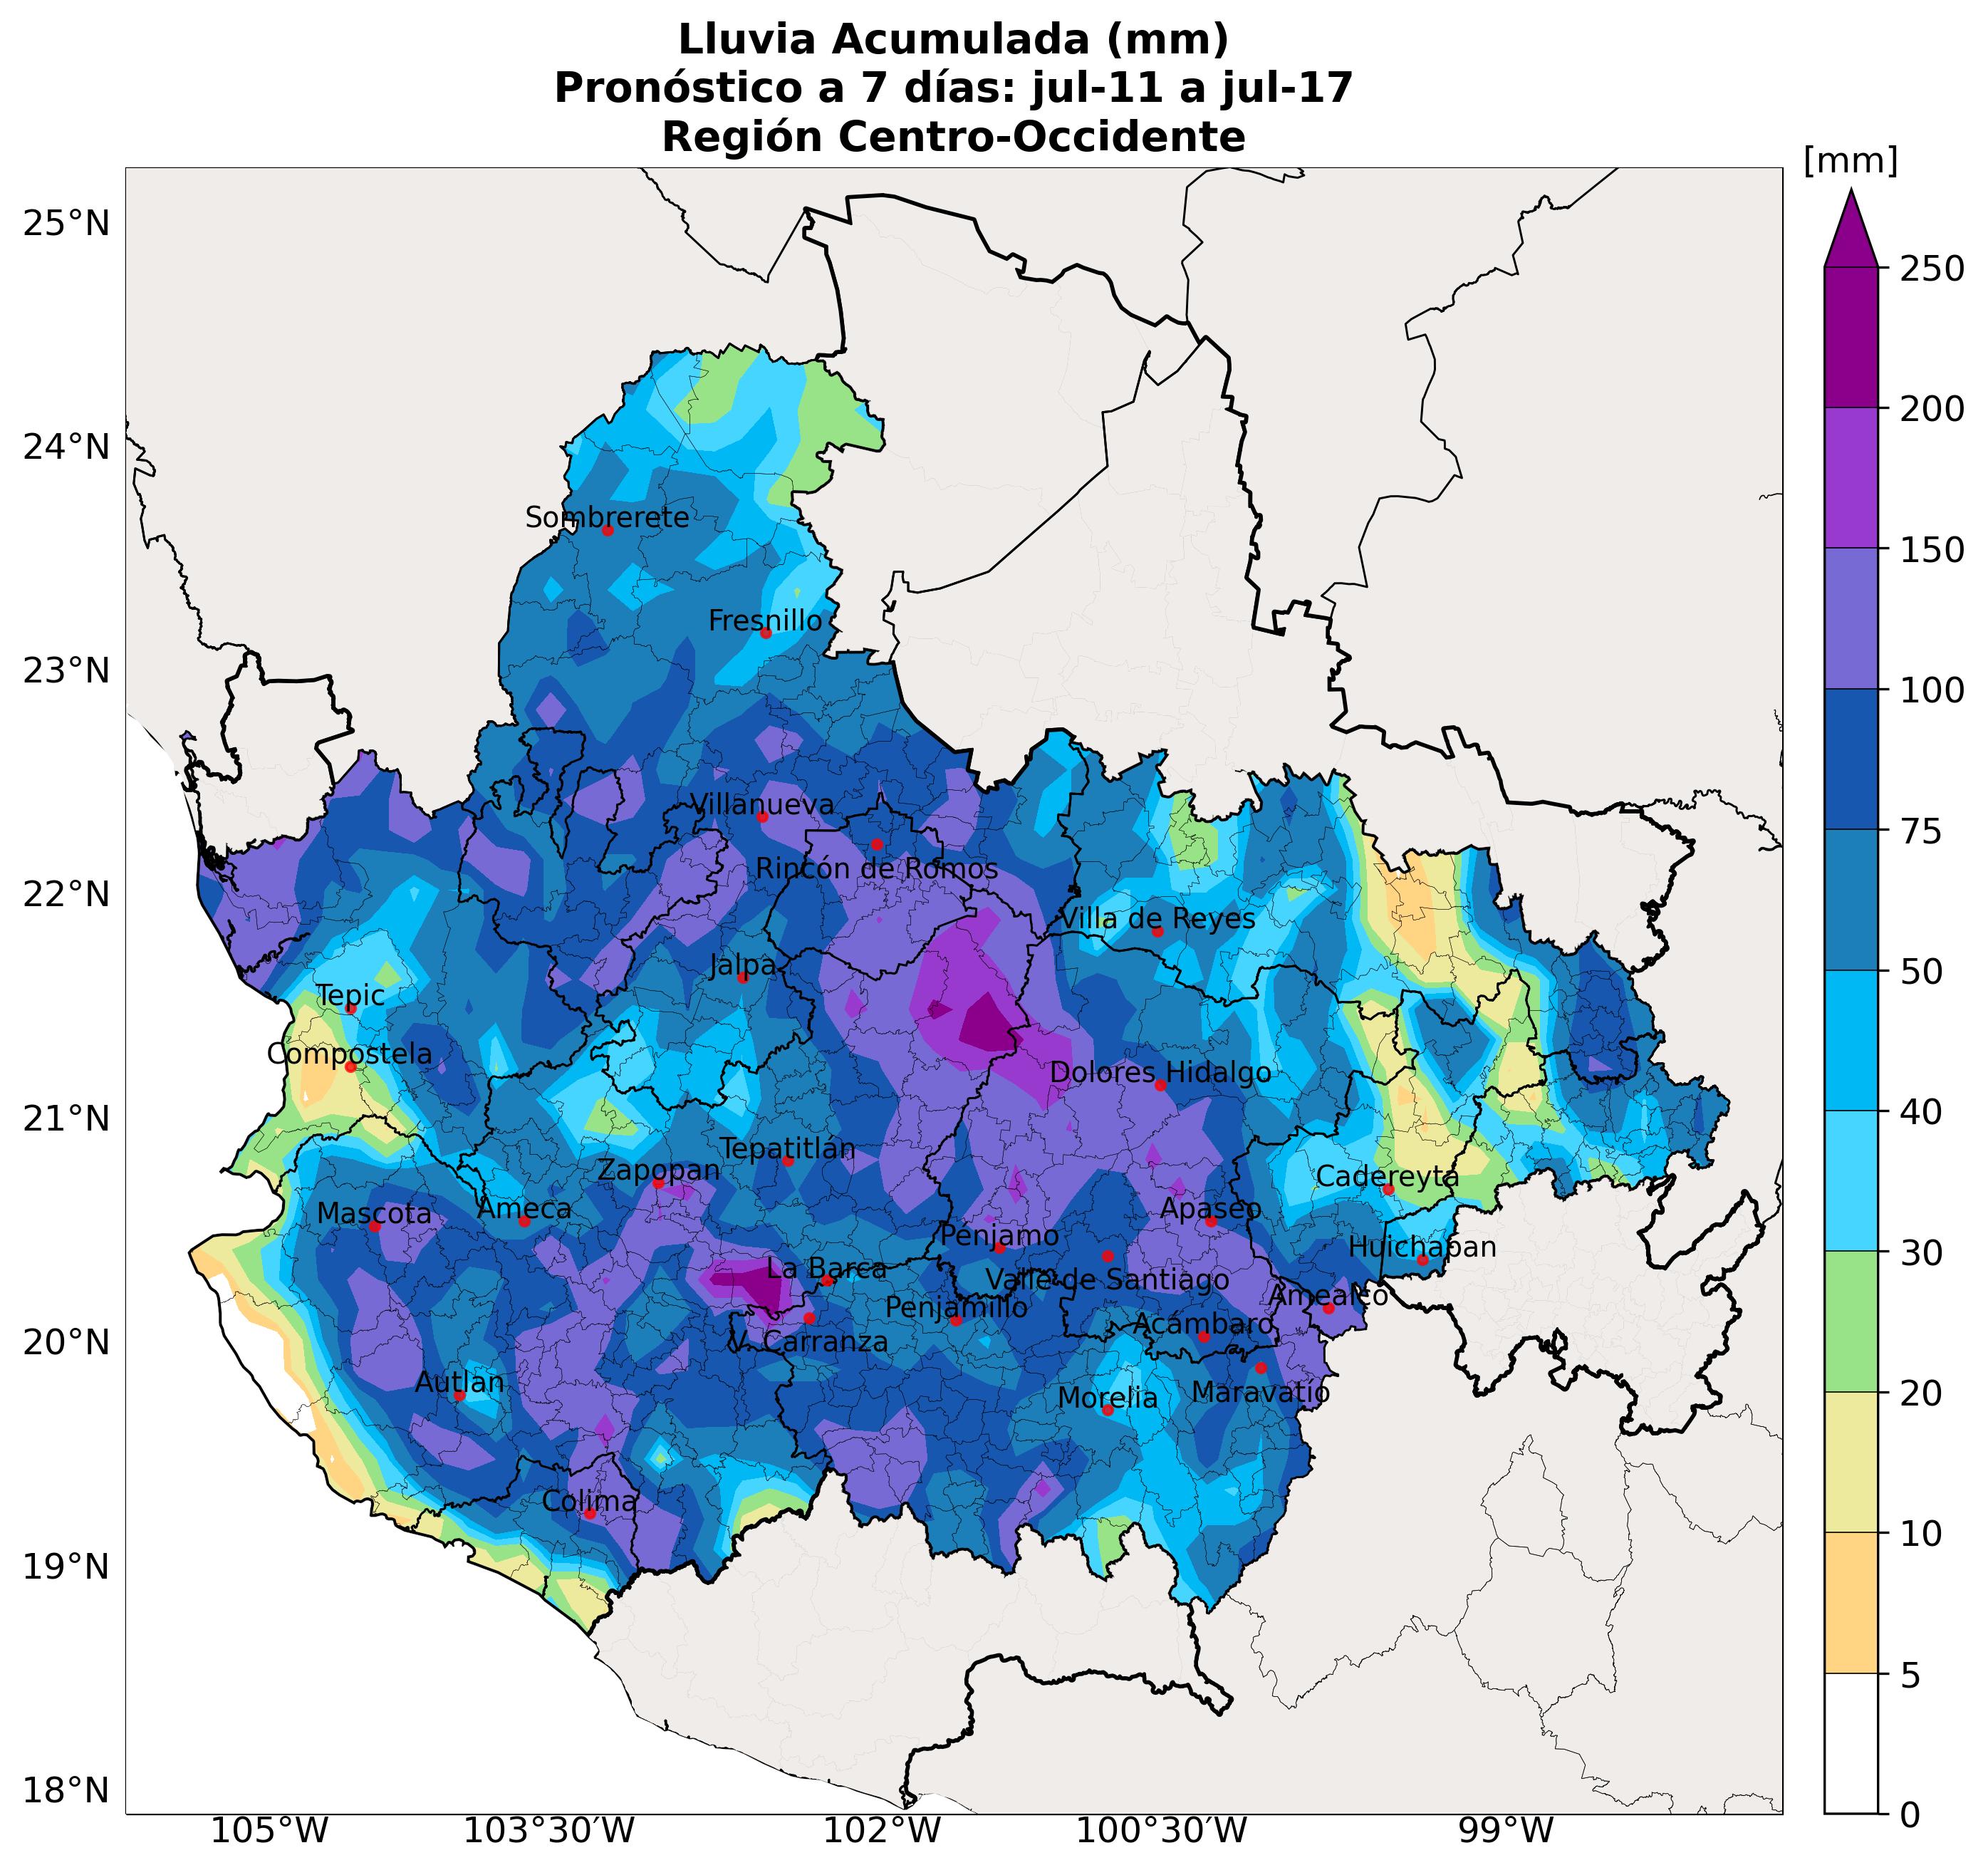 Lluvia Acumulada (mm)
Pronóstico a 7 días: jul-11 a jul-17
Región Centro-Occidente
[mm]
25°N
24°N
23°N
22°N
21°N
20°N
19°N
18°N
105°W
103°30'W
102°W
100°30'W
99°W
250
200
150
100
75
50
40
30
20
10
5
0
Sombrerete
Fresnillo
Villanueva
Rincón de Romos
Villa de Reyes
Jalpa
Tepic
Compostela
Dolores Hidalgo
Tepatitlán
Zapopan
Cadereyta
Ameca
Mascota
Apaseo
Penjamo
Huichapan
La Barca
Valle de Santiago
Amealco
Penjamillo
Acámbaro
V. Carranza
Autlan
Maravatío
Morelia
Colima